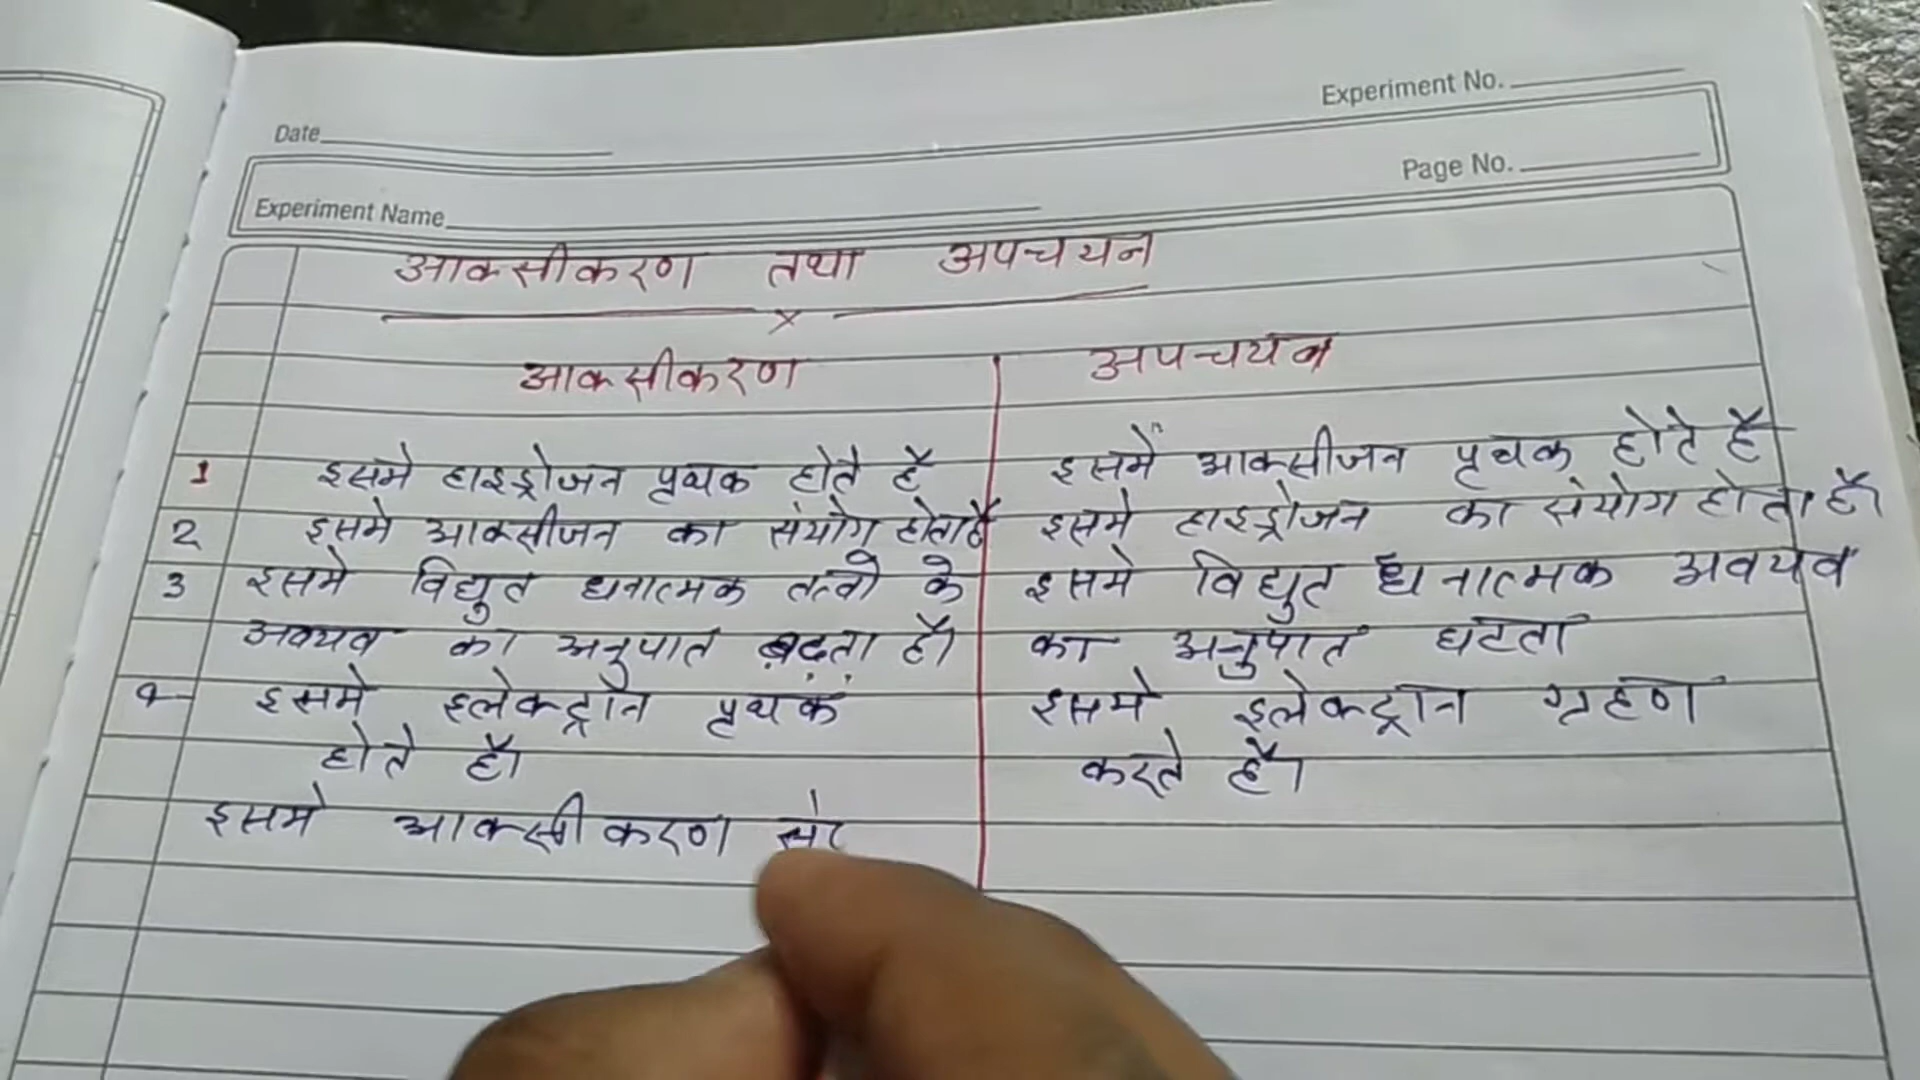 Experiment No.
Date
Page No.
Experiment Name
आक्सीकरण तथा अपचयन
x
आक्सीकरण अपचयन
1 इसमे हाइड्रोजन पृथक होते है इसमें आक्सीजन पृथक होते है
2 इसमे आक्सीजन का संयोग होता है इसमे हाइड्रोजन का संयोग होता है।
3 इसमे विद्युत धनात्मक तत्वो के इसमे विद्युत धनात्मक अवयव
अवयव का अनुपात बढ़ता है। का अनुपात घटता
4 इसमे इलेक्ट्रान पृथक इसमे इलेक्ट्रान ग्रहण
होते है। करते है।
इसमे आक्सीकरण